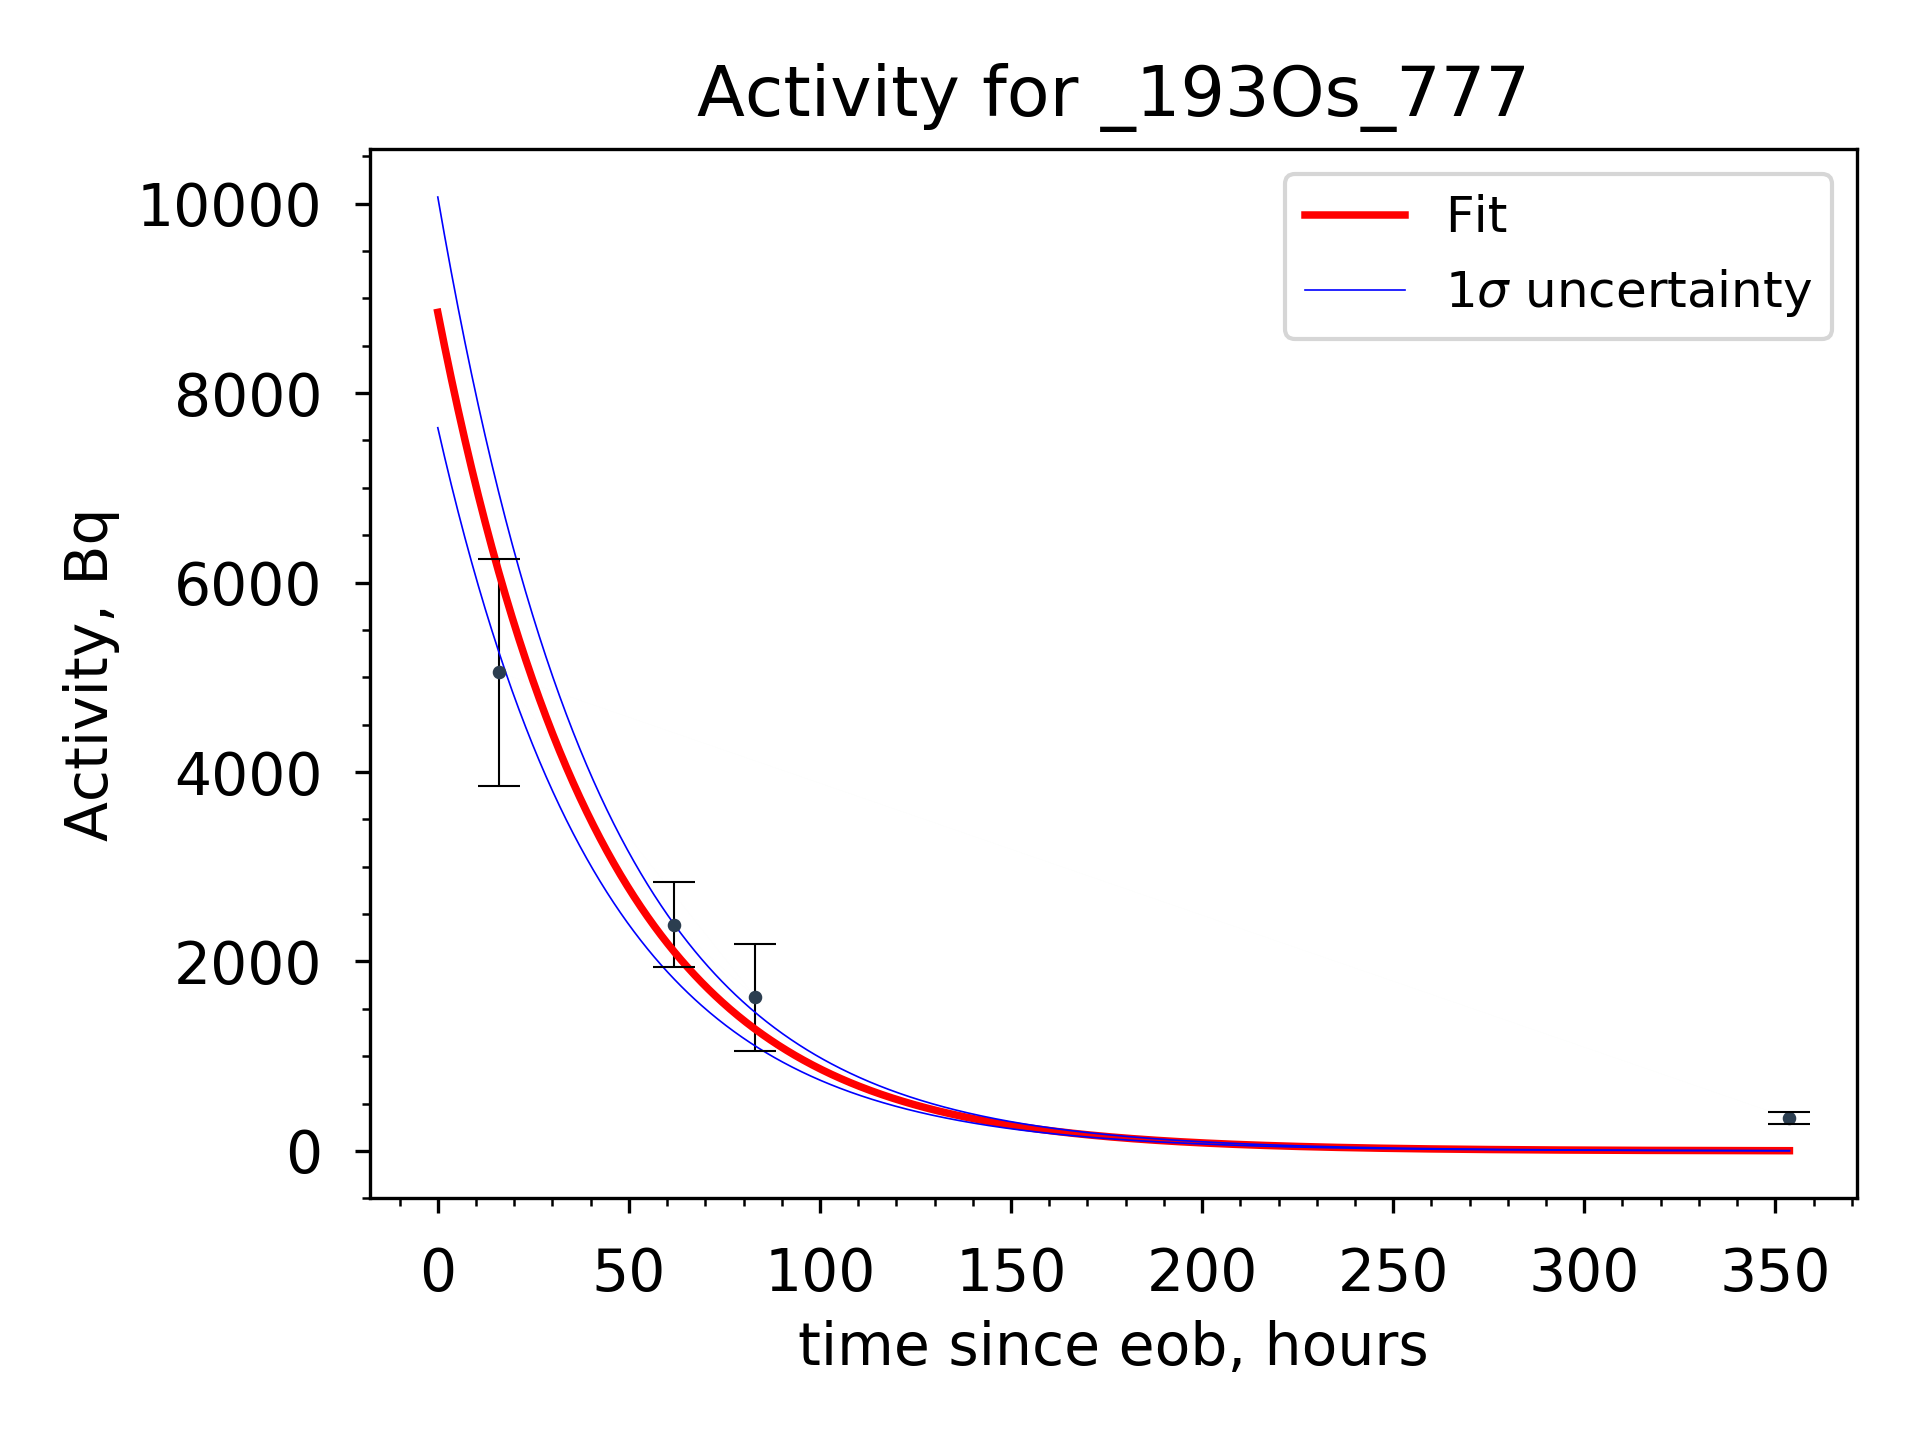 Activity for _193Os_777
Fit
1σ uncertainty
10000
8000
6000
4000
2000
0
Activity, Bq
0 50 100 150 200 250 300 350
time since eob, hours